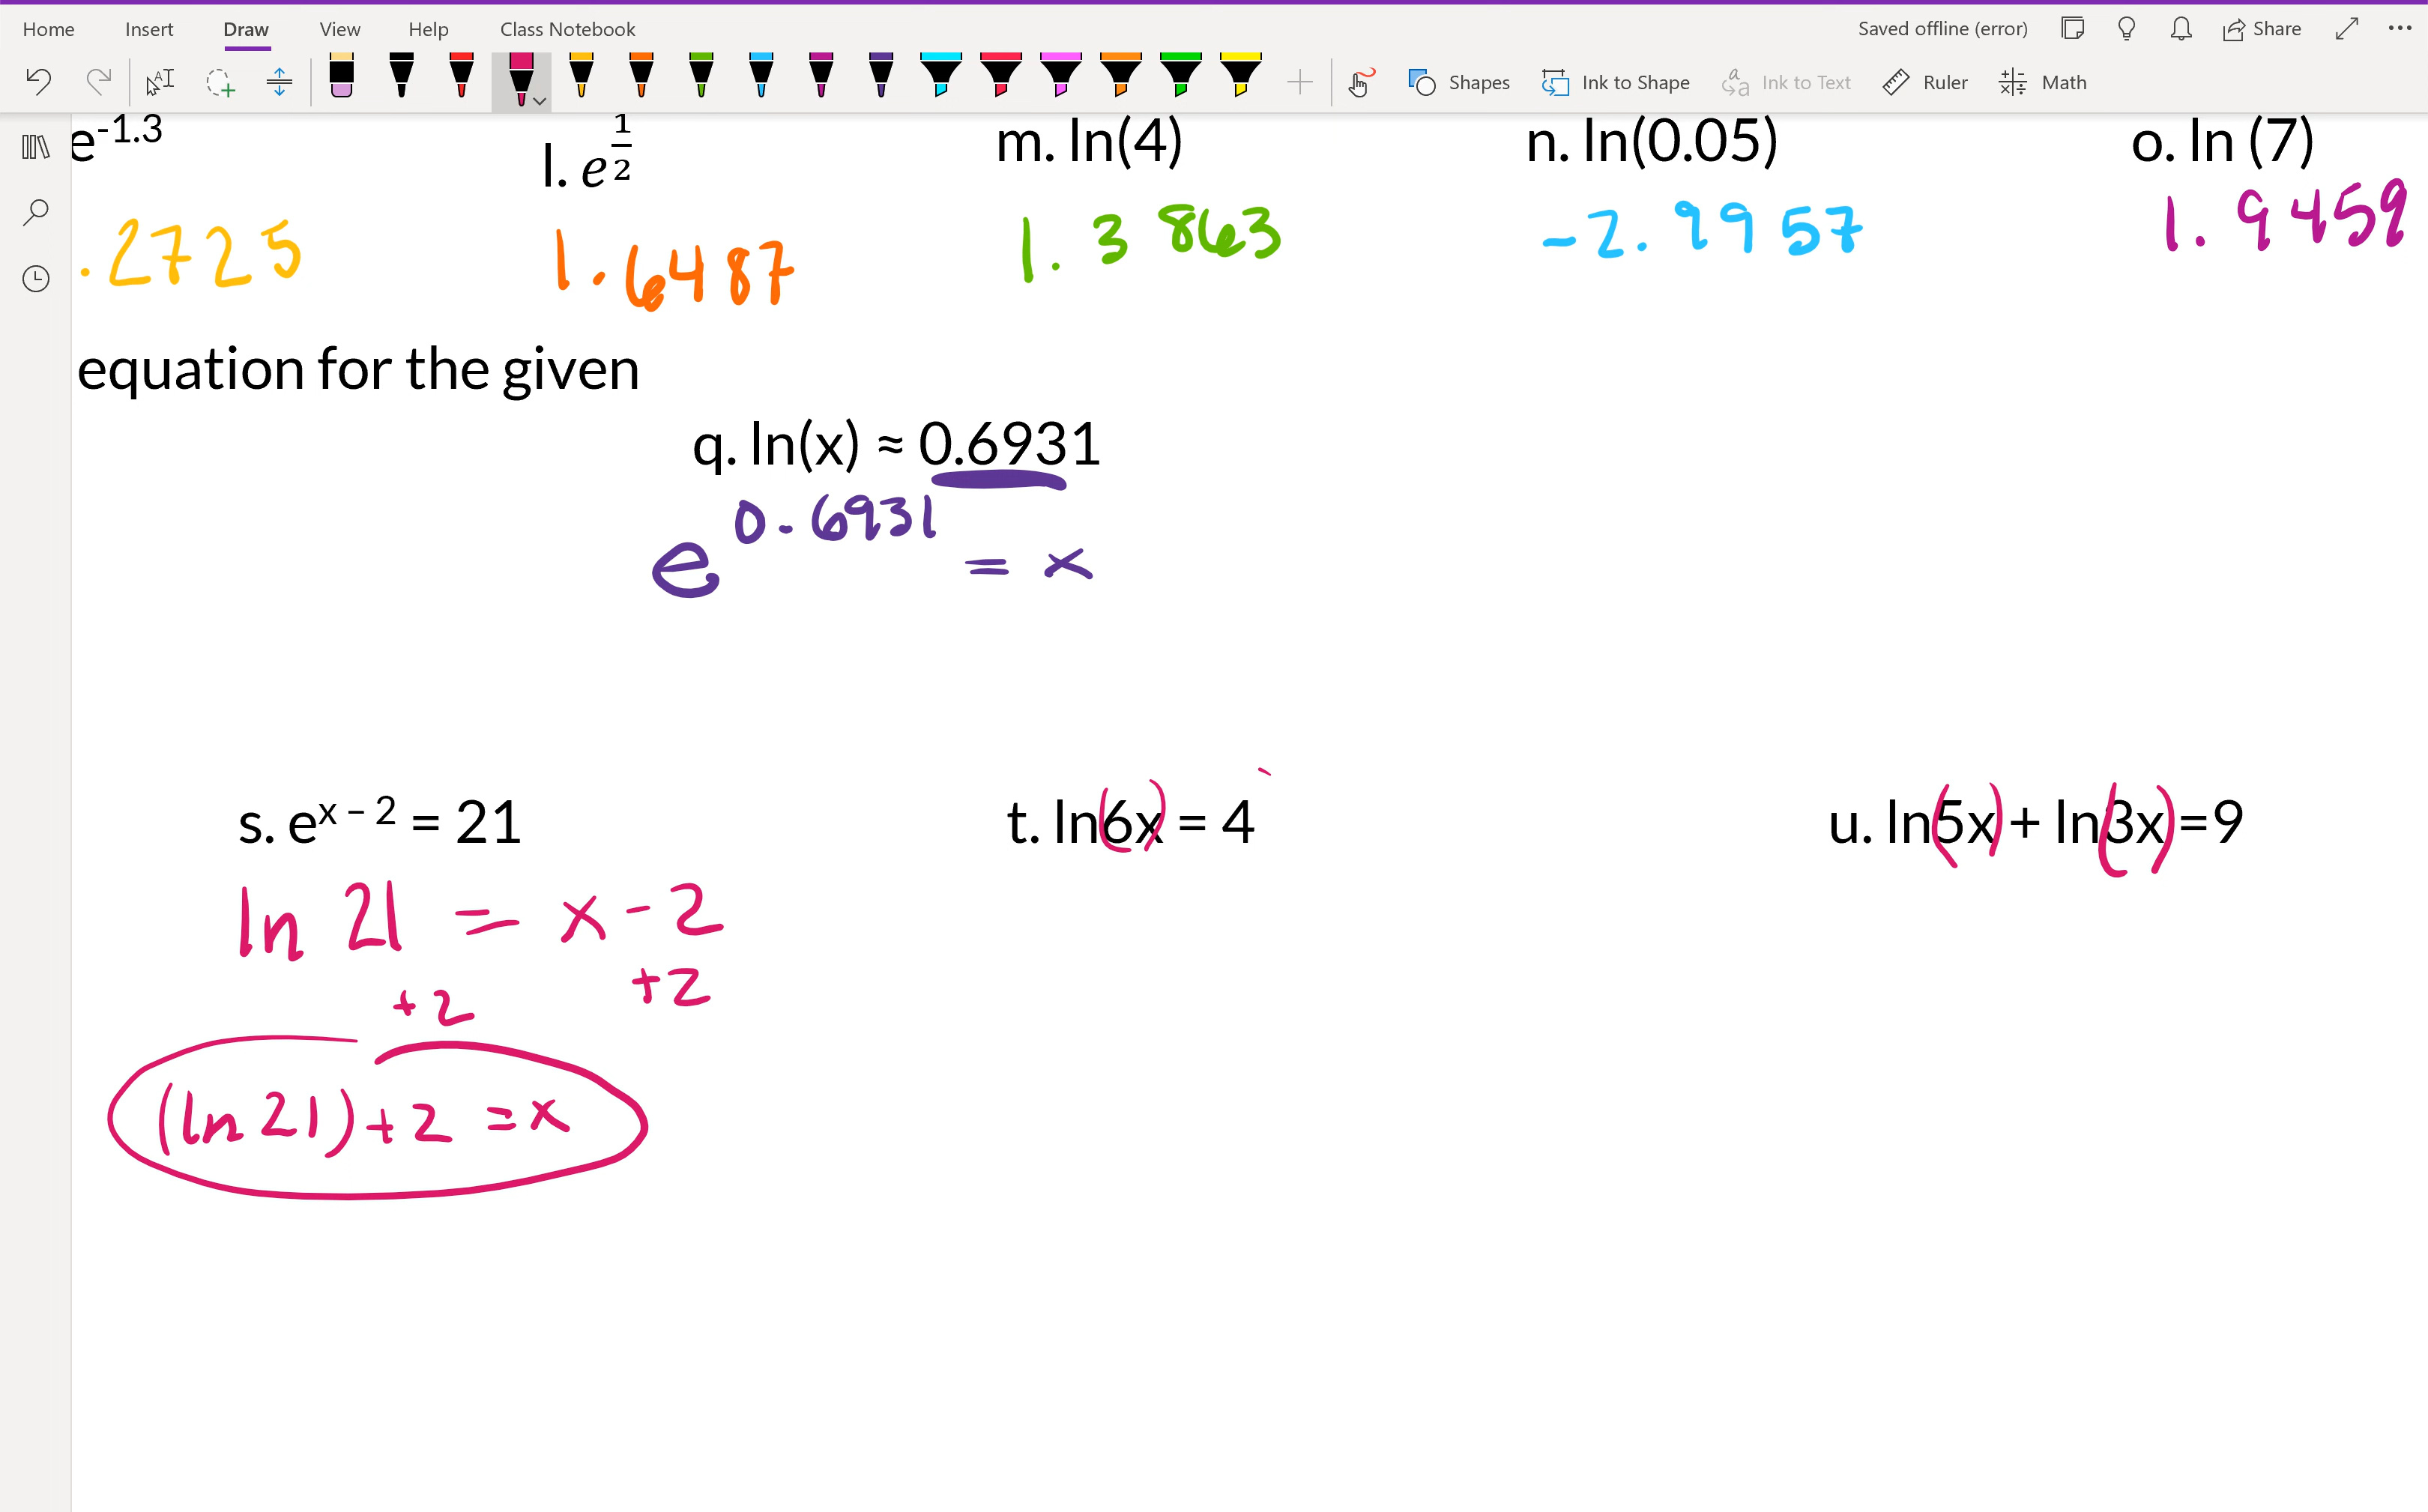 Home Insert Draw View Help Class Notebook Saved offline (error) Share
Shapes Ink to Shape Ink to Text Ruler Math
e^-1.3 l. e^1/2 m. ln(4) n. ln(0.05) o. ln (7)
.2725 1.6487 1.3863 -2.9957 1.9459
equation for the given
q. ln(x) ≈ 0.6931
e^0.6931 = x
s. e^x – 2 = 21 t. ln(6x) = 4 u. ln(5x) + ln(3x)=9
ln 21 = x - 2
+2 +2
(ln 21) + 2 = x